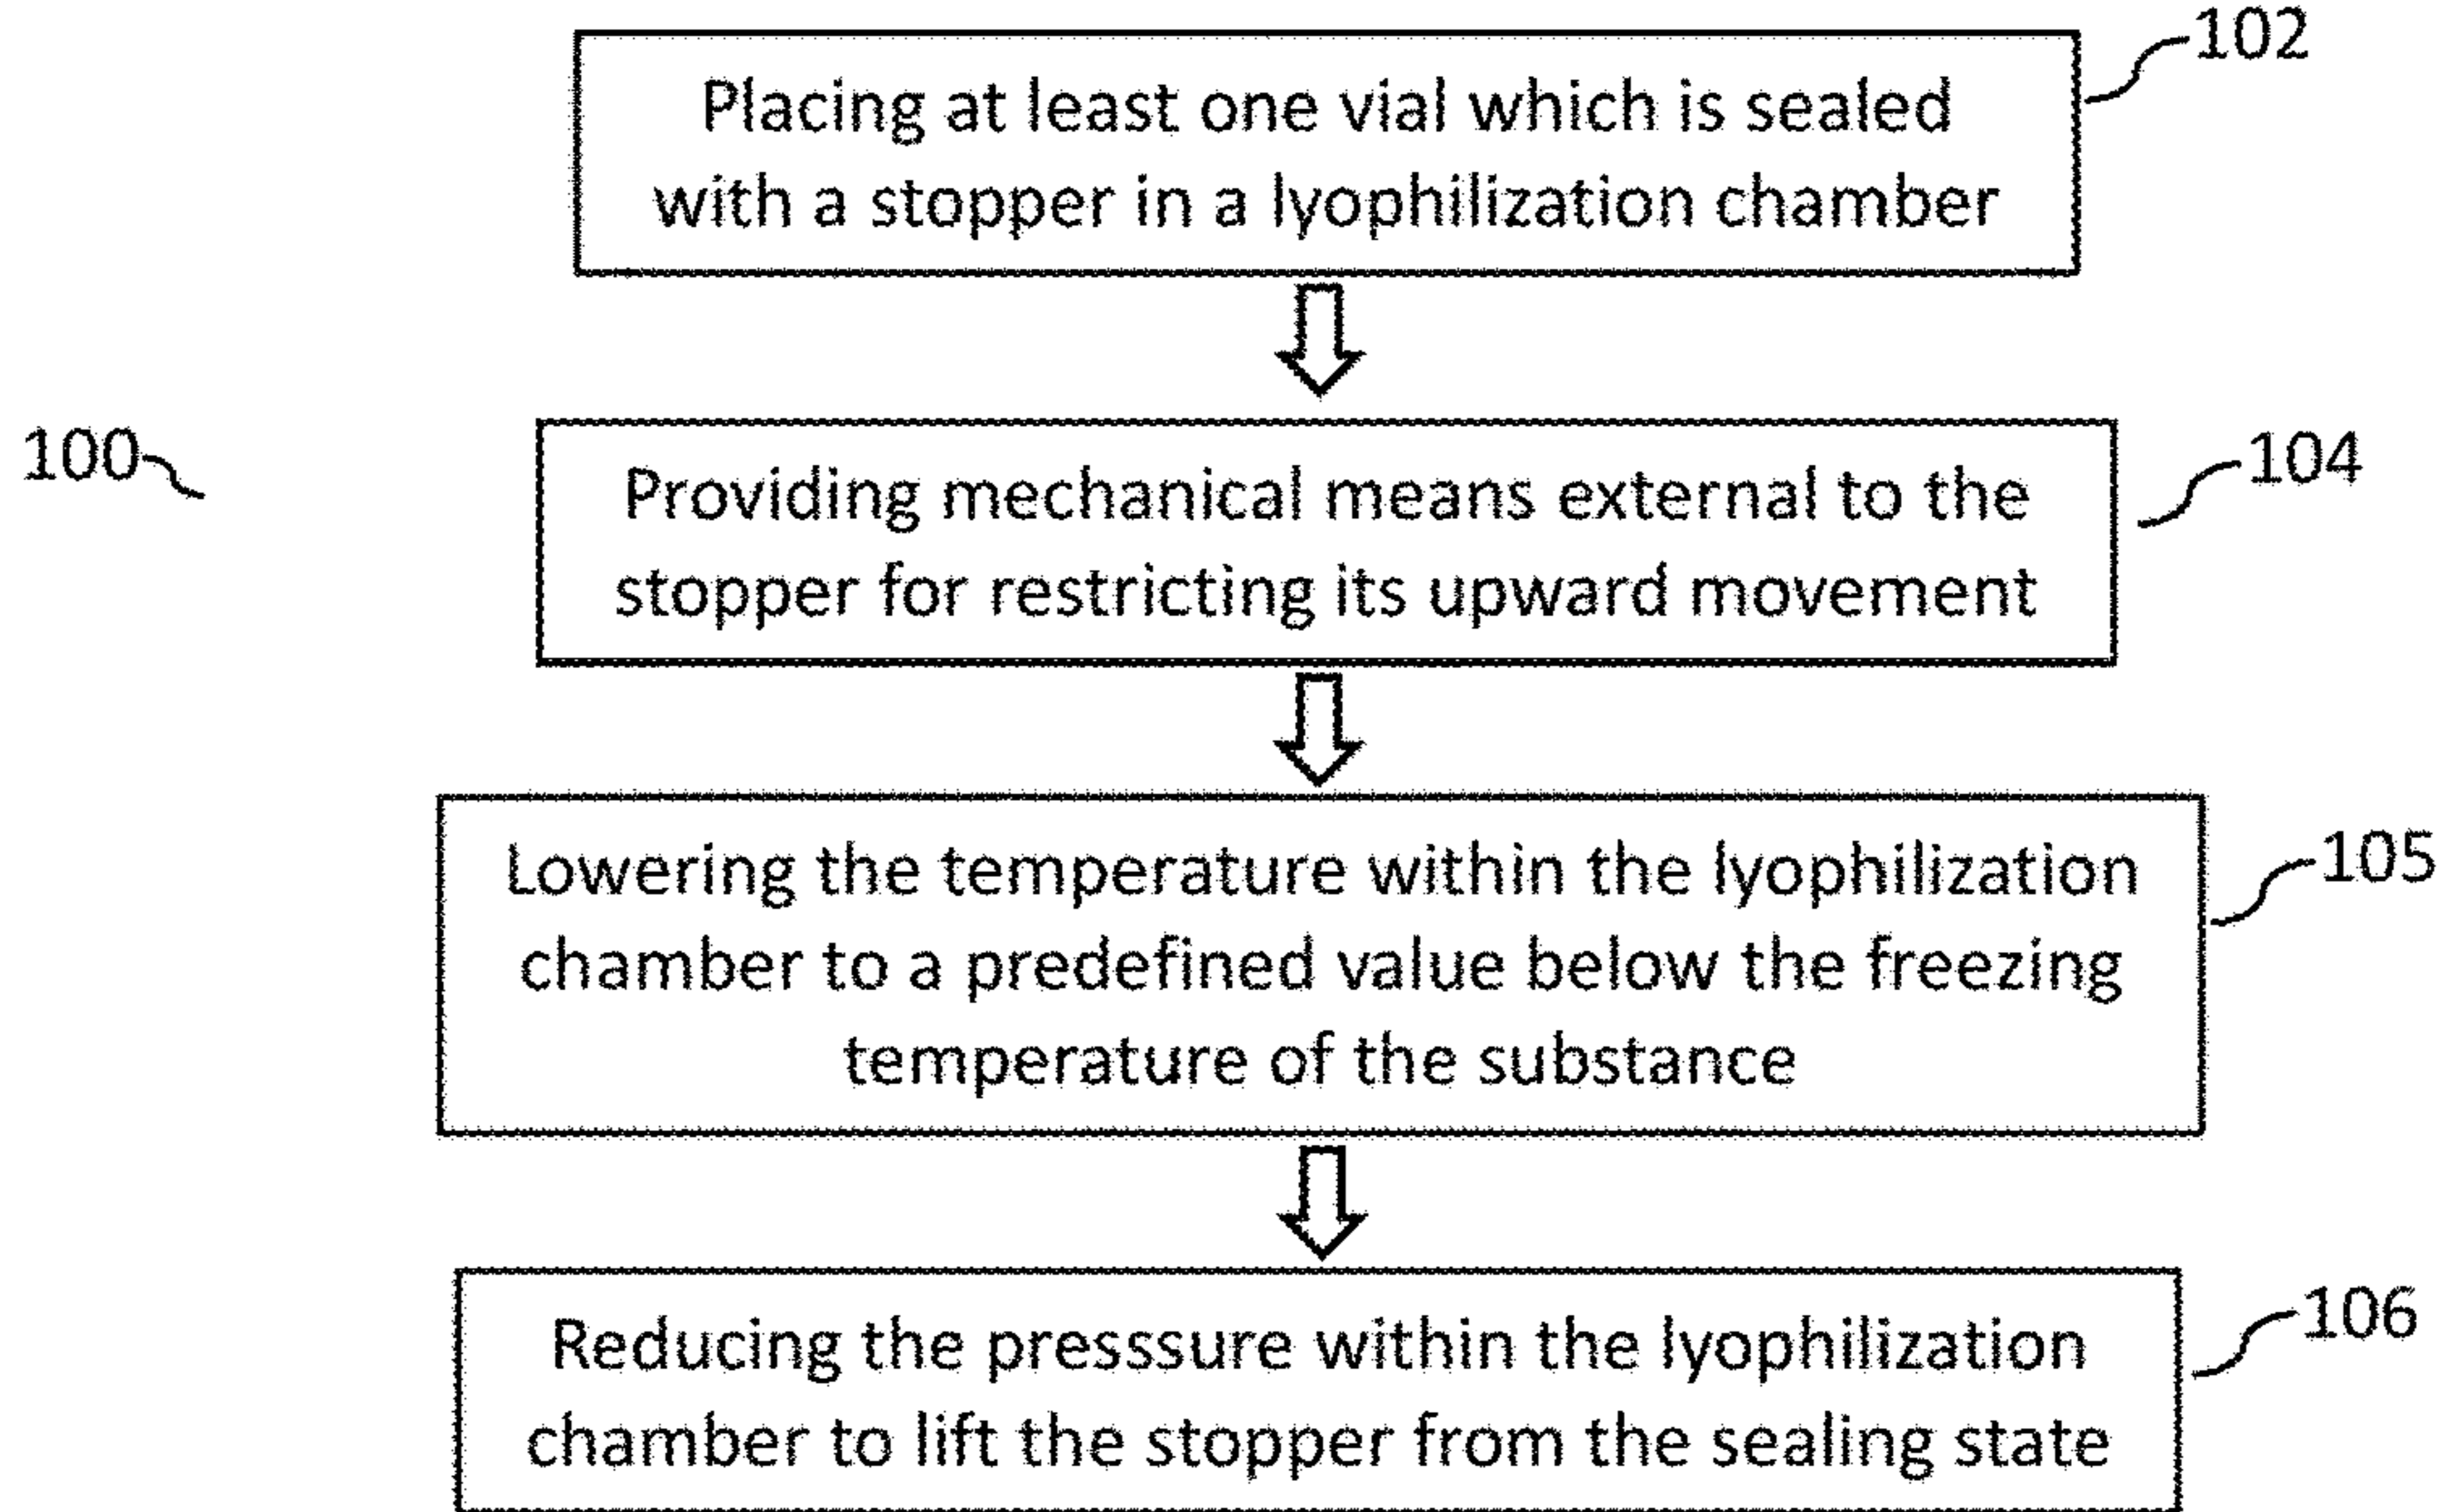 102
Placing at least one vial which is sealed
with a stopper in a lyophilization chamber
100
104
Providing mechanical means external to the
stopper for restricting its upward movement
105
Lowering the temperature within the lyophilization
chamber to a predefined value below the freezing
temperature of the substance
106
Reducing the presssure within the lyophilization
chamber to lift the stopper from the sealing state